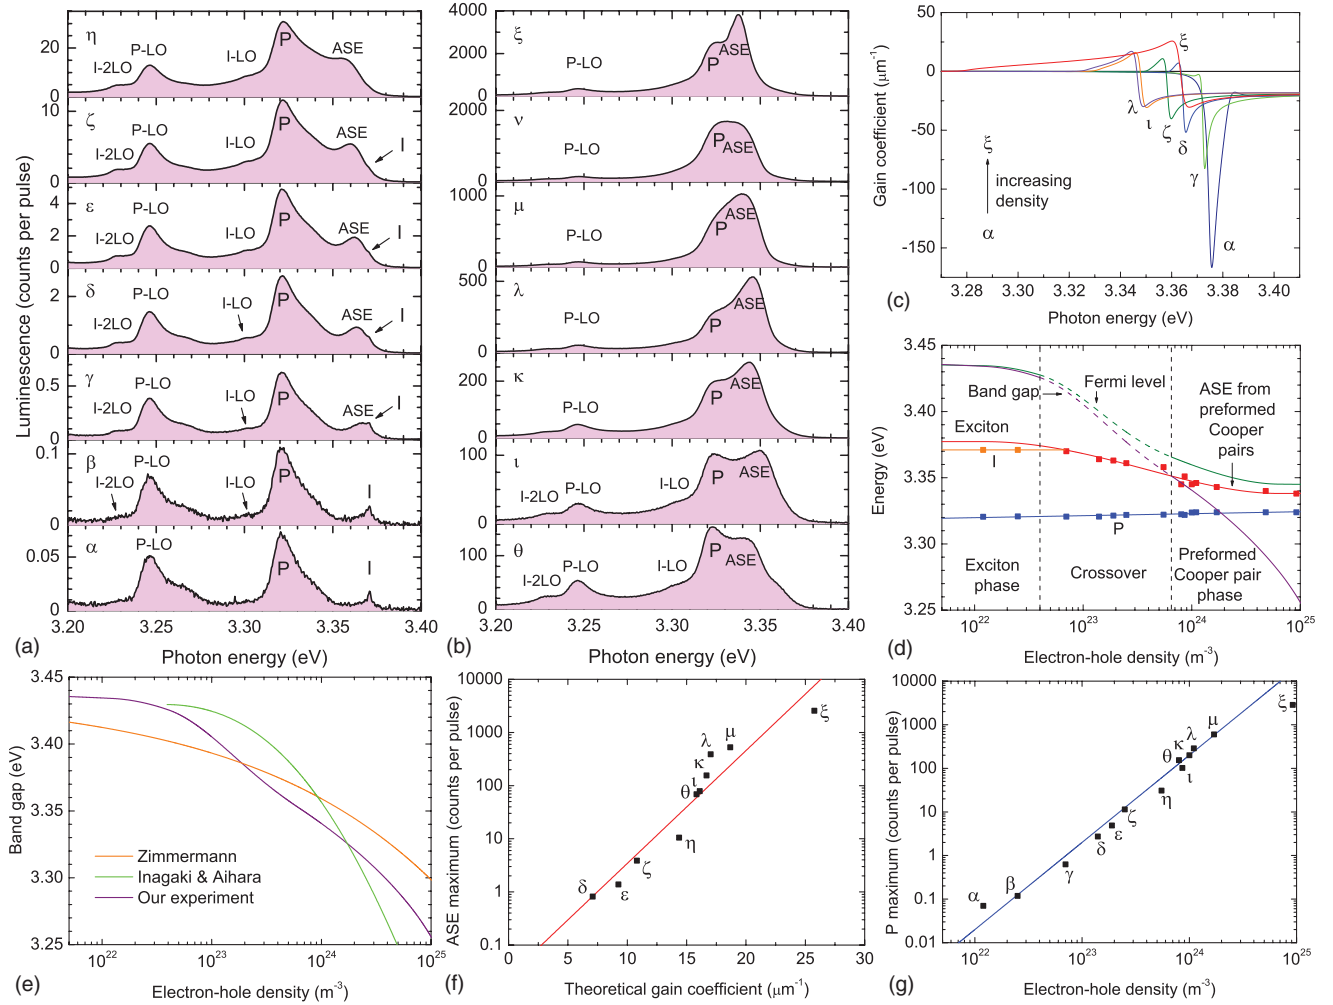 Luminescence (counts per pulse)
η
I-2LO
P-LO
I-LO
P
ASE
20
0
ζ
I-2LO
P-LO
I-LO
P
ASE
I
10
5
0
ε
I-2LO
P-LO
I-LO
P
ASE
I
4
2
0
δ
I-2LO
P-LO
I-LO
P
ASE
I
2
0
γ
I-2LO
P-LO
I-LO
P
ASE
I
0.5
0
β
I-2LO
P-LO
I-LO
P
I
0.1
0
α
P-LO
P
I
0.05
0
3.20 3.25 3.30 3.35 3.40
(a) Photon energy (eV)
4000
2000
0
ξ
P-LO
P
ASE
2000
0
ν
P-LO
P
ASE
1000
0
μ
P-LO
P
ASE
500
0
λ
P-LO
P
ASE
200
0
κ
P-LO
P
ASE
100
0
ι
I-2LO
P-LO
I-LO
P
ASE
100
0
θ
I-2LO
P-LO
I-LO
P
ASE
3.20 3.25 3.30 3.35 3.40
(b) Photon energy (eV)
Gain coefficient (μm⁻¹)
50
0
-50
-100
-150
ξ
λ
ι
ζ
δ
γ
α
ξ
increasing
density
α
3.28 3.30 3.32 3.34 3.36 3.38 3.40
(c) Photon energy (eV)
Energy (eV)
3.45
3.40
3.35
3.30
3.25
Band gap
Fermi level
ASE from
preformed
Cooper
pairs
Exciton
I
P
Exciton
phase
Crossover
Preformed
Cooper pair
phase
10²² 10²³ 10²⁴ 10²⁵
(d) Electron-hole density (m⁻³)
Band gap (eV)
3.45
3.40
3.35
3.30
3.25
Zimmermann
Inagaki & Aihara
Our experiment
10²² 10²³ 10²⁴ 10²⁵
(e) Electron-hole density (m⁻³)
ASE maximum (counts per pulse)
10000
1000
100
10
1
0.1
ξ
μ
λ
κ
ι
θ
η
ζ
ε
δ
0 5 10 15 20 25 30
(f) Theoretical gain coefficient (μm⁻¹)
P maximum (counts per pulse)
10000
1000
100
10
1
0.1
0.01
ξ
μ
λ
κ
θ
ι
η
ζ
ε
δ
γ
β
α
10²² 10²³ 10²⁴ 10²⁵
(g) Electron-hole density (m⁻³)